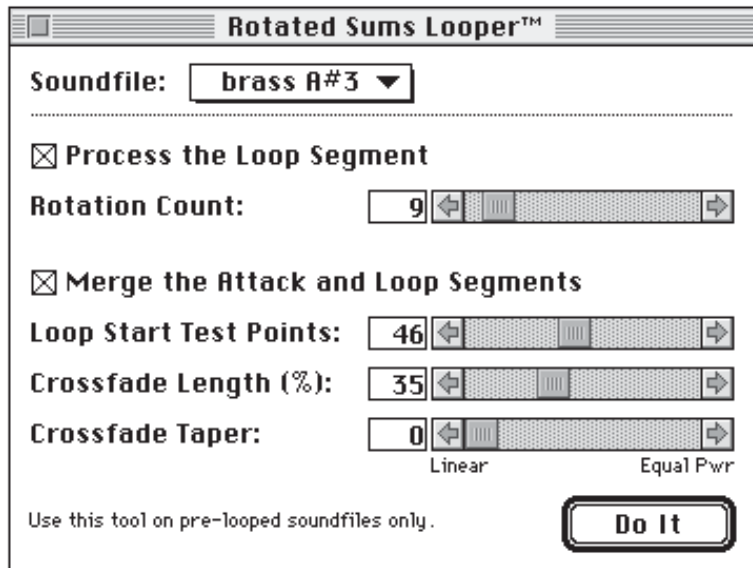 Rotated Sums Looper™
Soundfile: brass A#3
Process the Loop Segment
Rotation Count: 9
Merge the Attack and Loop Segments
Loop Start Test Points: 46
Crossfade Length (%): 35
Crossfade Taper: 0
Linear Equal Pwr
Use this tool on pre-looped soundfiles only. Do It